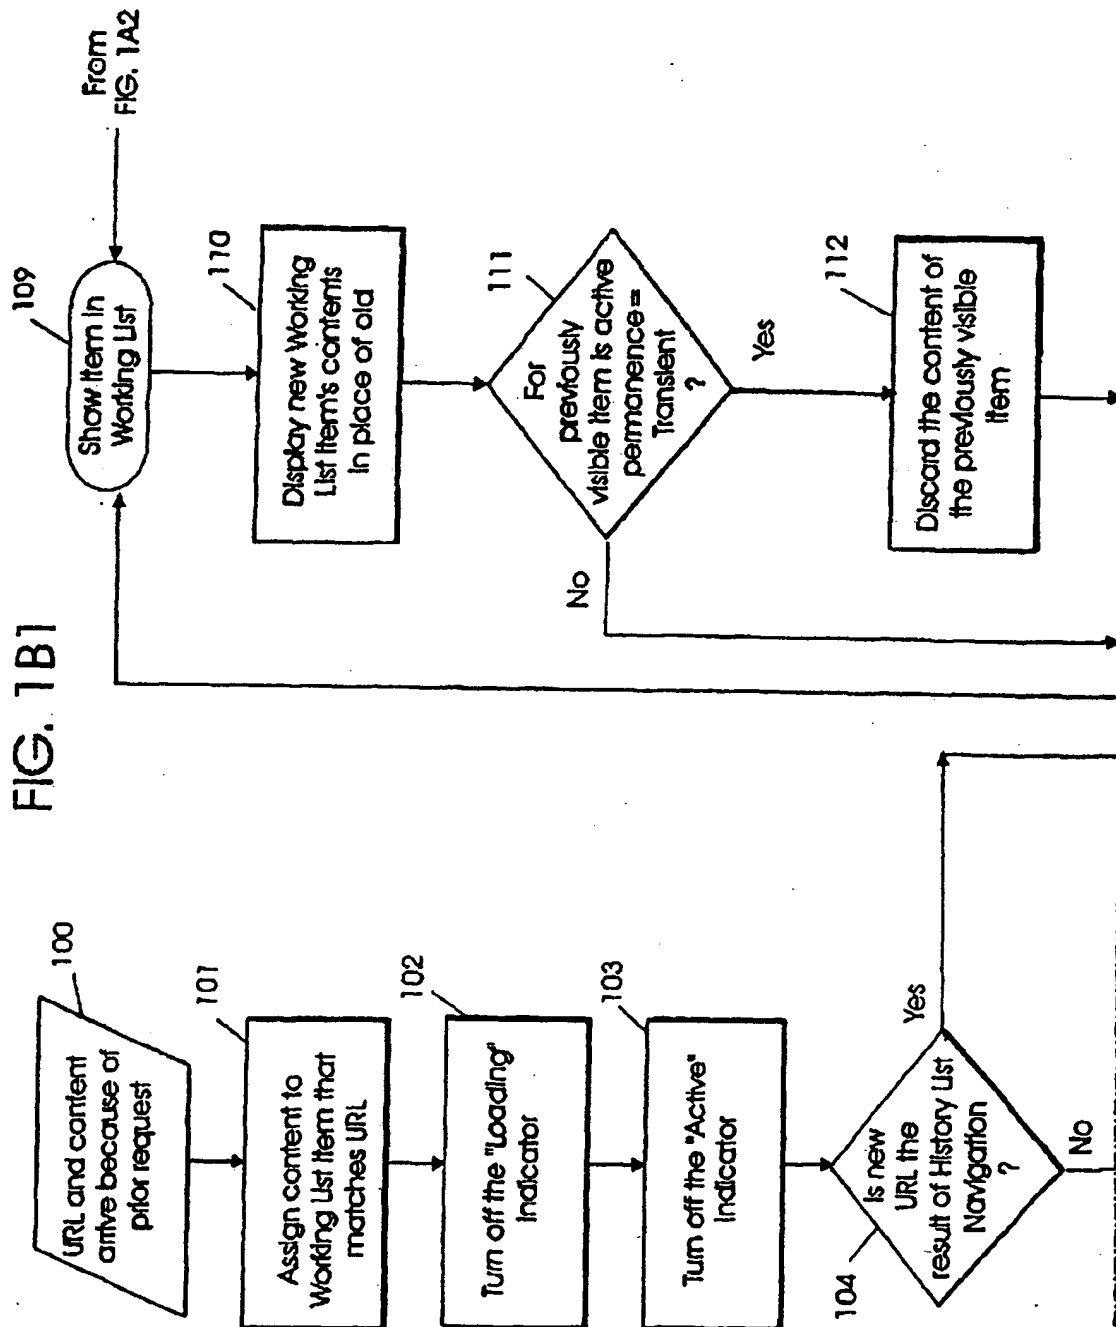 FIG. 1B1
100
URL and content
arrive because of
prior request
101
Assign content to
Working List Item that
matches URL
102
Turn off the "Loading"
Indicator
103
Turn off the "Active"
Indicator
104
Is new
URL the
result of History List
Navigation
?
Yes
No
From
FIG. 1A2
109
Show Item in
Working List
110
Display new Working
List Item's contents
in place of old
111
For
previously
visible Item is active
permanence=
Transient
?
No
Yes
112
Discard the content of
the previously visible
Item